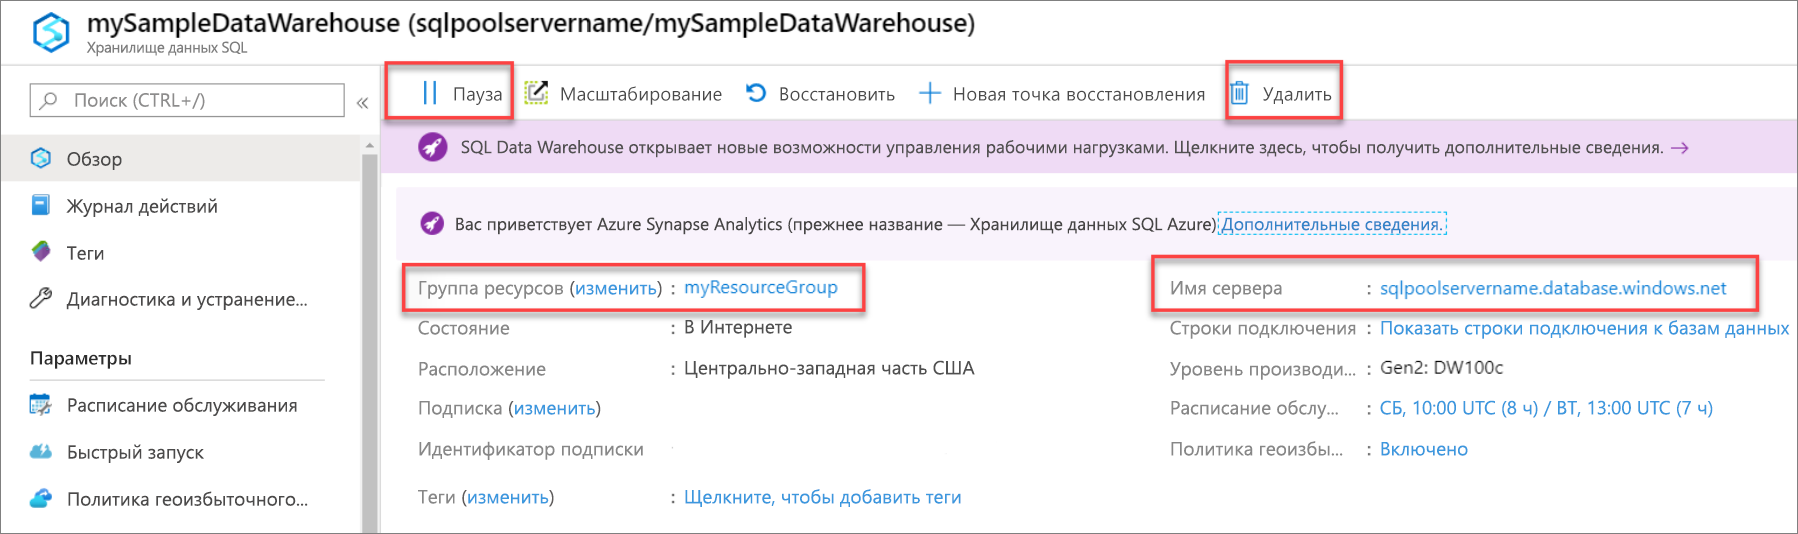 mySampleDataWarehouse (sqlpoolservername/mySampleDataWarehouse)
Хранилище данных SQL
Поиск (CTRL+/)
«
Пауза
Масштабирование
Восстановить
Новая точка восстановления
Удалить
Обзор
Журнал действий
Теги
Диагностика и устранение...
Параметры
Расписание обслуживания
Быстрый запуск
Политика геоизбыточного...
SQL Data Warehouse открывает новые возможности управления рабочими нагрузками. Щелкните здесь, чтобы получить дополнительные сведения. →
Вас приветствует Azure Synapse Analytics (прежнее название — Хранилище данных SQL Azure) Дополнительные сведения.
Группа ресурсов (изменить) : myResourceGroup
Состояние : В Интернете
Расположение : Центрально-западная часть США
Подписка (изменить)
Идентификатор подписки
Теги (изменить) : Щелкните, чтобы добавить теги
Имя сервера : sqlpoolservername.database.windows.net
Строки подключения : Показать строки подключения к базам данных
Уровень производи... : Gen2: DW100c
Расписание обслу... : СБ, 10:00 UTC (8 ч) / ВТ, 13:00 UTC (7 ч)
Политика геоизбы... : Включено